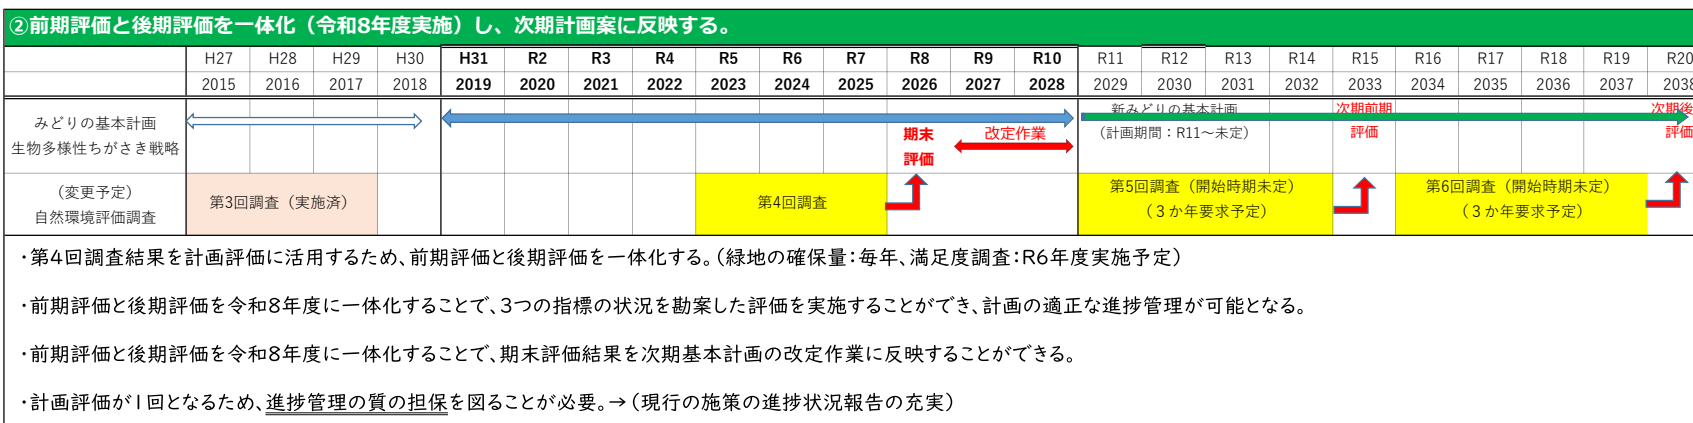 ②前期評価と後期評価を一体化（令和8年度実施）し、次期計画案に反映する。
H27 H28 H29 H30 H31 R2 R3 R4 R5 R6 R7 R8 R9 R10 R11 R12 R13 R14 R15 R16 R17 R18 R19 R20
2015 2016 2017 2018 2019 2020 2021 2022 2023 2024 2025 2026 2027 2028 2029 2030 2031 2032 2033 2034 2035 2036 2037 2038
みどりの基本計画
生物多様性ちがさき戦略
期末
評価
改定作業
新みどりの基本計画
（計画期間：R11～未定）
次期前期
評価
次期後
評価
（変更予定）
自然環境評価調査
第3回調査（実施済）
第4回調査
第5回調査（開始時期未定）
（３か年要求予定）
第6回調査（開始時期未定）
（３か年要求予定）
・第4回調査結果を計画評価に活用するため、前期評価と後期評価を一体化する。（緑地の確保量：毎年、満足度調査：R6年度実施予定）
・前期評価と後期評価を令和8年度に一体化することで、3つの指標の状況を勘案した評価を実施することができ、計画の適正な進捗管理が可能となる。
・前期評価と後期評価を令和8年度に一体化することで、期末評価結果を次期基本計画の改定作業に反映することができる。
・計画評価が1回となるため、進捗管理の質の担保を図ることが必要。→（現行の施策の進捗状況報告の充実）